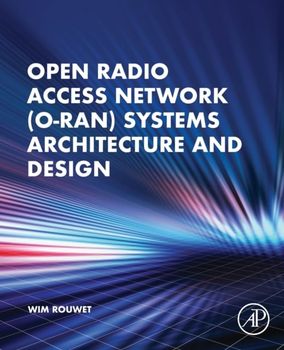 OPEN RADIO
ACCESS NETWORK
(O-RAN) SYSTEMS
ARCHITECTURE AND
DESIGN
WIM ROUWET
AP